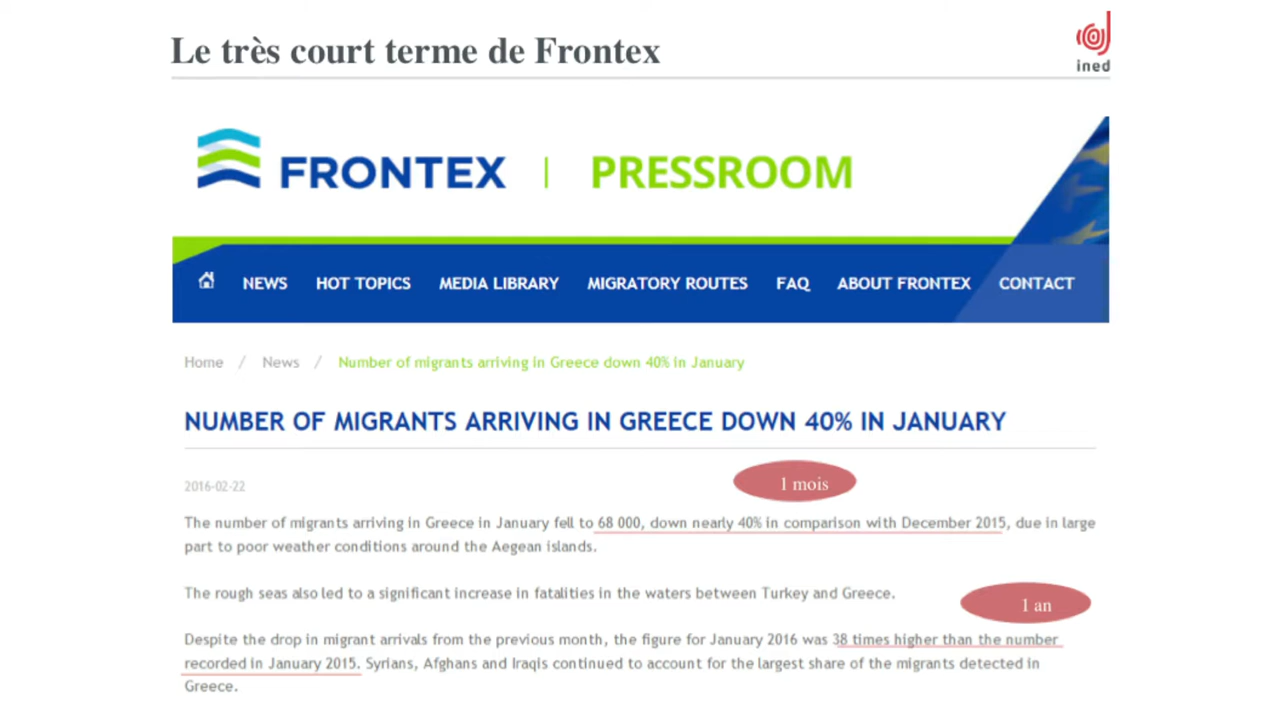 Le très court terme de Frontex
ined
FRONTEX | PRESSROOM
NEWS HOT TOPICS MEDIA LIBRARY MIGRATORY ROUTES FAQ ABOUT FRONTEX CONTACT
Home / News / Number of migrants arriving in Greece down 40% in January
NUMBER OF MIGRANTS ARRIVING IN GREECE DOWN 40% IN JANUARY
1 mois
2016-02-22
The number of migrants arriving in Greece in January fell to 68 000, down nearly 40% in comparison with December 2015, due in large
part to poor weather conditions around the Aegean islands.
The rough seas also led to a significant increase in fatalities in the waters between Turkey and Greece.
1 an
Despite the drop in migrant arrivals from the previous month, the figure for January 2016 was 38 times higher than the number
recorded in January 2015. Syrians, Afghans and Iraqis continued to account for the largest share of the migrants detected in
Greece.